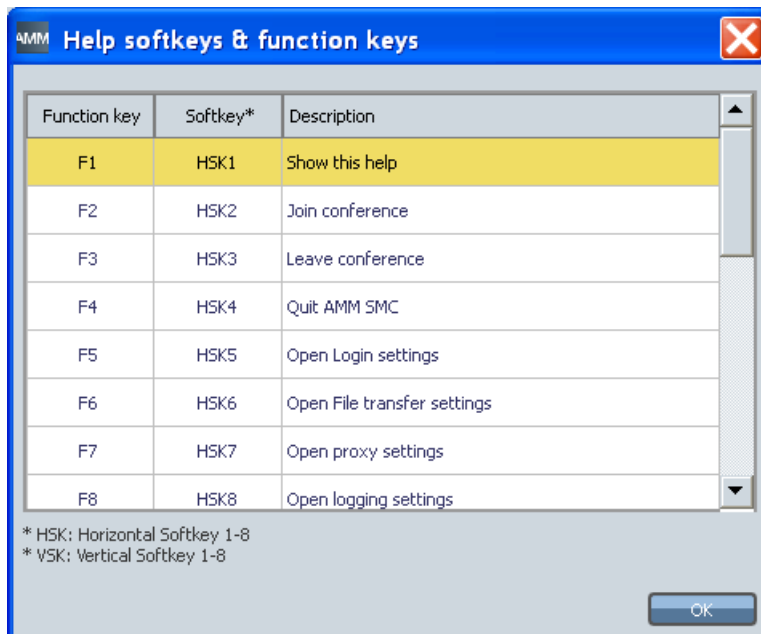 AMM Help softkeys & function keys
Function key Softkey* Description
F1 HSK1 Show this help
F2 HSK2 Join conference
F3 HSK3 Leave conference
F4 HSK4 Quit AMM SMC
F5 HSK5 Open Login settings
F6 HSK6 Open File transfer settings
F7 HSK7 Open proxy settings
F8 HSK8 Open logging settings
* HSK: Horizontal Softkey 1-8
* VSK: Vertical Softkey 1-8
OK